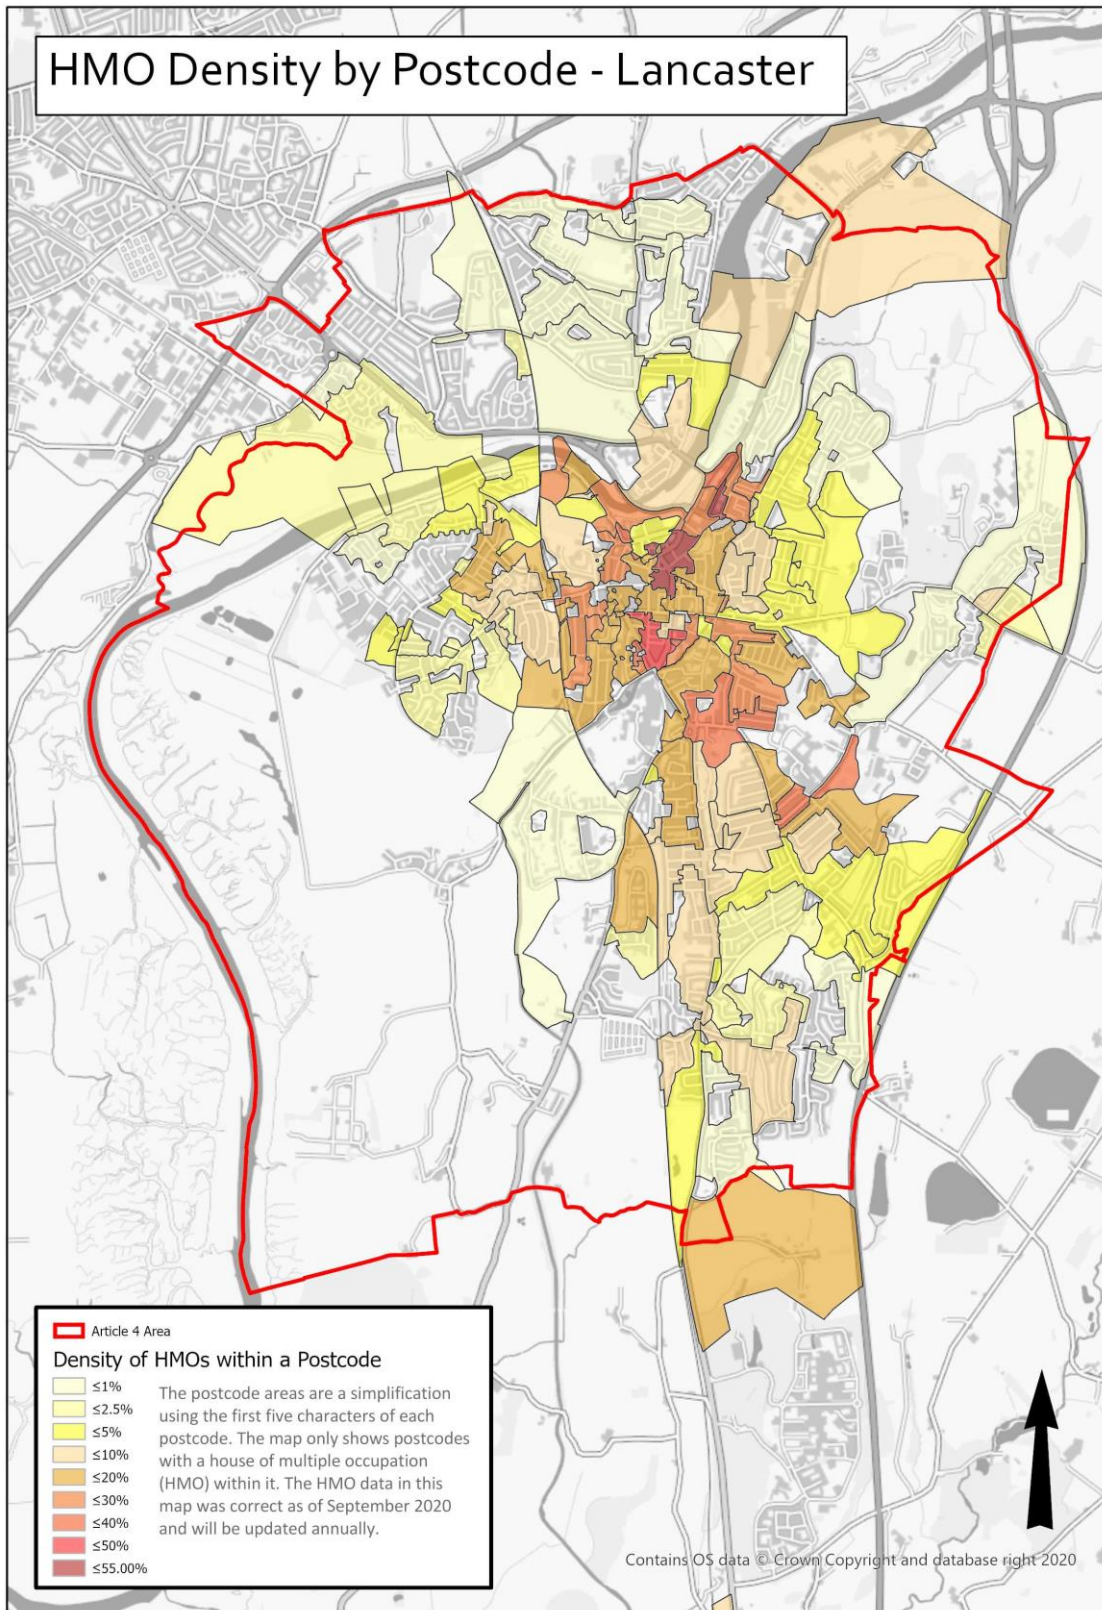 HMO Density by Postcode - Lancaster
Article 4 Area
Density of HMOs within a Postcode
≤1%
≤2.5%
≤5%
≤10%
≤20%
≤30%
≤40%
≤50%
≤55.00%
The postcode areas are a simplification
using the first five characters of each
postcode. The map only shows postcodes
with a house of multiple occupation
(HMO) within it. The HMO data in this
map was correct as of September 2020
and will be updated annually.
Contains OS data © Crown Copyright and database right 2020